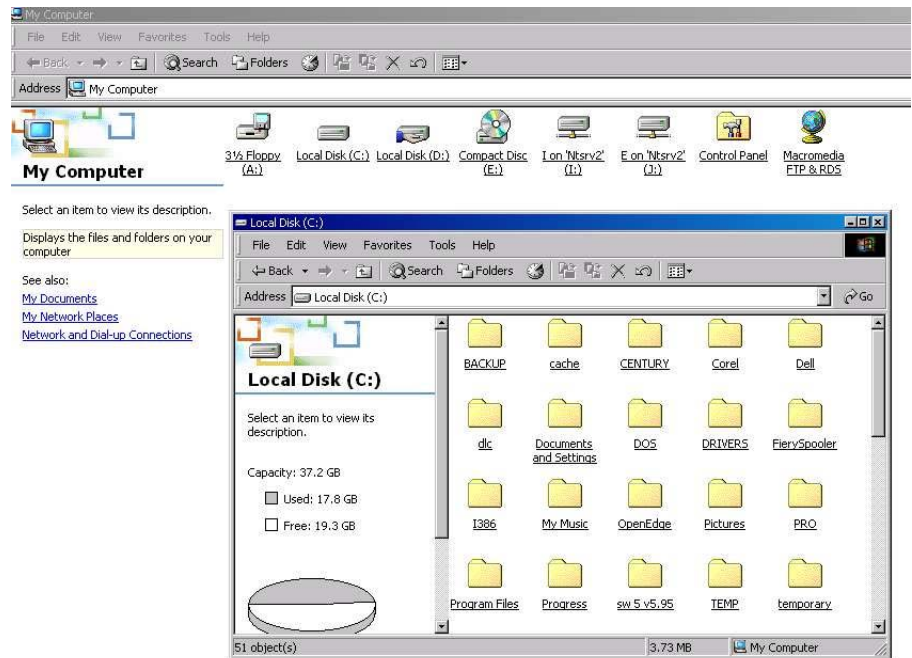 My Computer
File Edit View Favorites Tools Help
Back Search Folders
Address My Computer
My Computer
Select an item to view its description.
Displays the files and folders on your
computer
See also:
My Documents
My Network Places
Network and Dial-up Connections
3½ Floppy
(A:)
Local Disk (C:)
Local Disk (D:)
Compact Disc
(E:)
I on 'Ntsrv2'
(I:)
E on 'Ntsrv2'
(J:)
Control Panel
Macromedia
FTP & RDS
Local Disk (C:)
File Edit View Favorites Tools Help
Back Search Folders
Address Local Disk (C:) Go
Local Disk (C:)
Select an item to view its
description.
Capacity: 37.2 GB
Used: 17.8 GB
Free: 19.3 GB
BACKUP cache CENTURY Corel Dell
dlc Documents
and Settings
DOS DRIVERS FierySpooler
I386 My Music OpenEdge Pictures PRO
Program Files Progress sw 5 v5.95 TEMP temporary
51 object(s) 3.73 MB My Computer